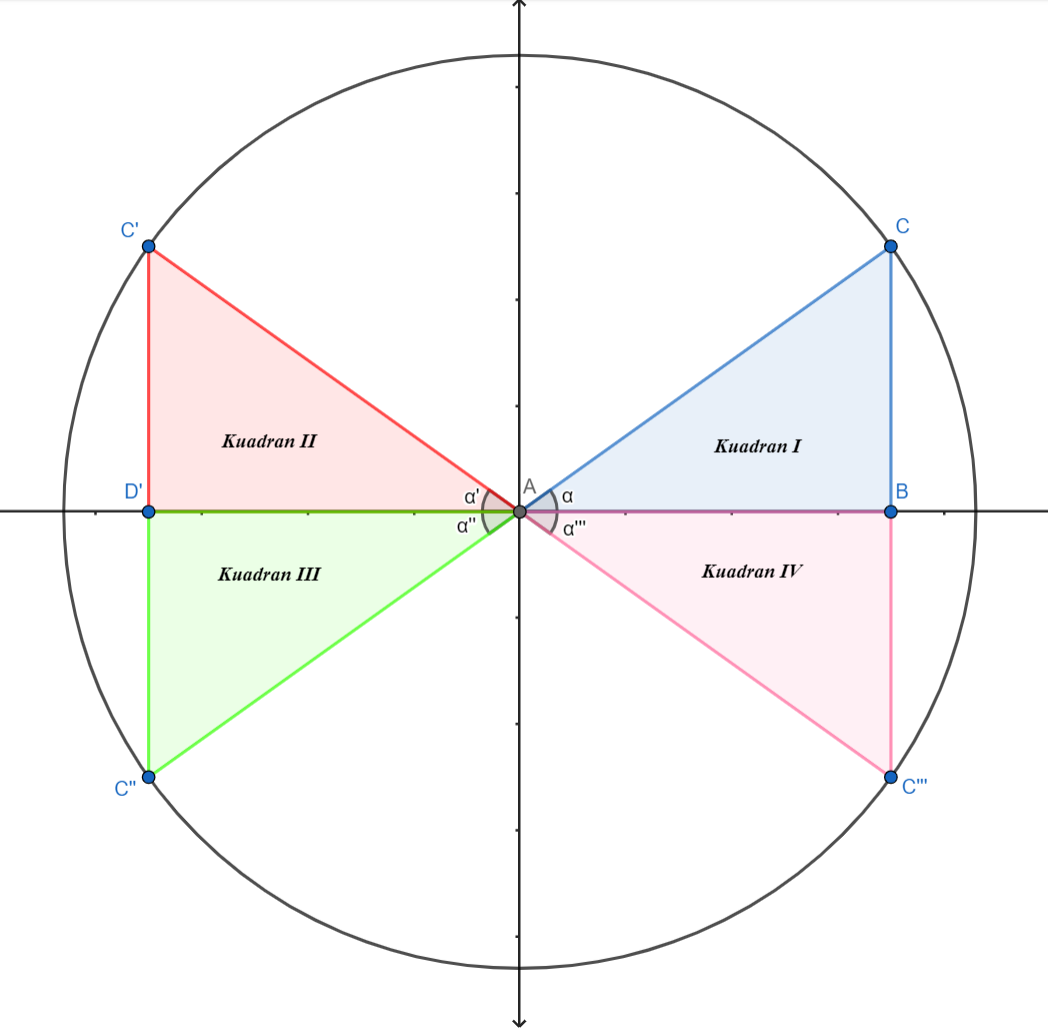 C'
C
Kuadran II
Kuadran I
D'
α'
A
α
B
α''
α'''
Kuadran III
Kuadran IV
C''
C'''